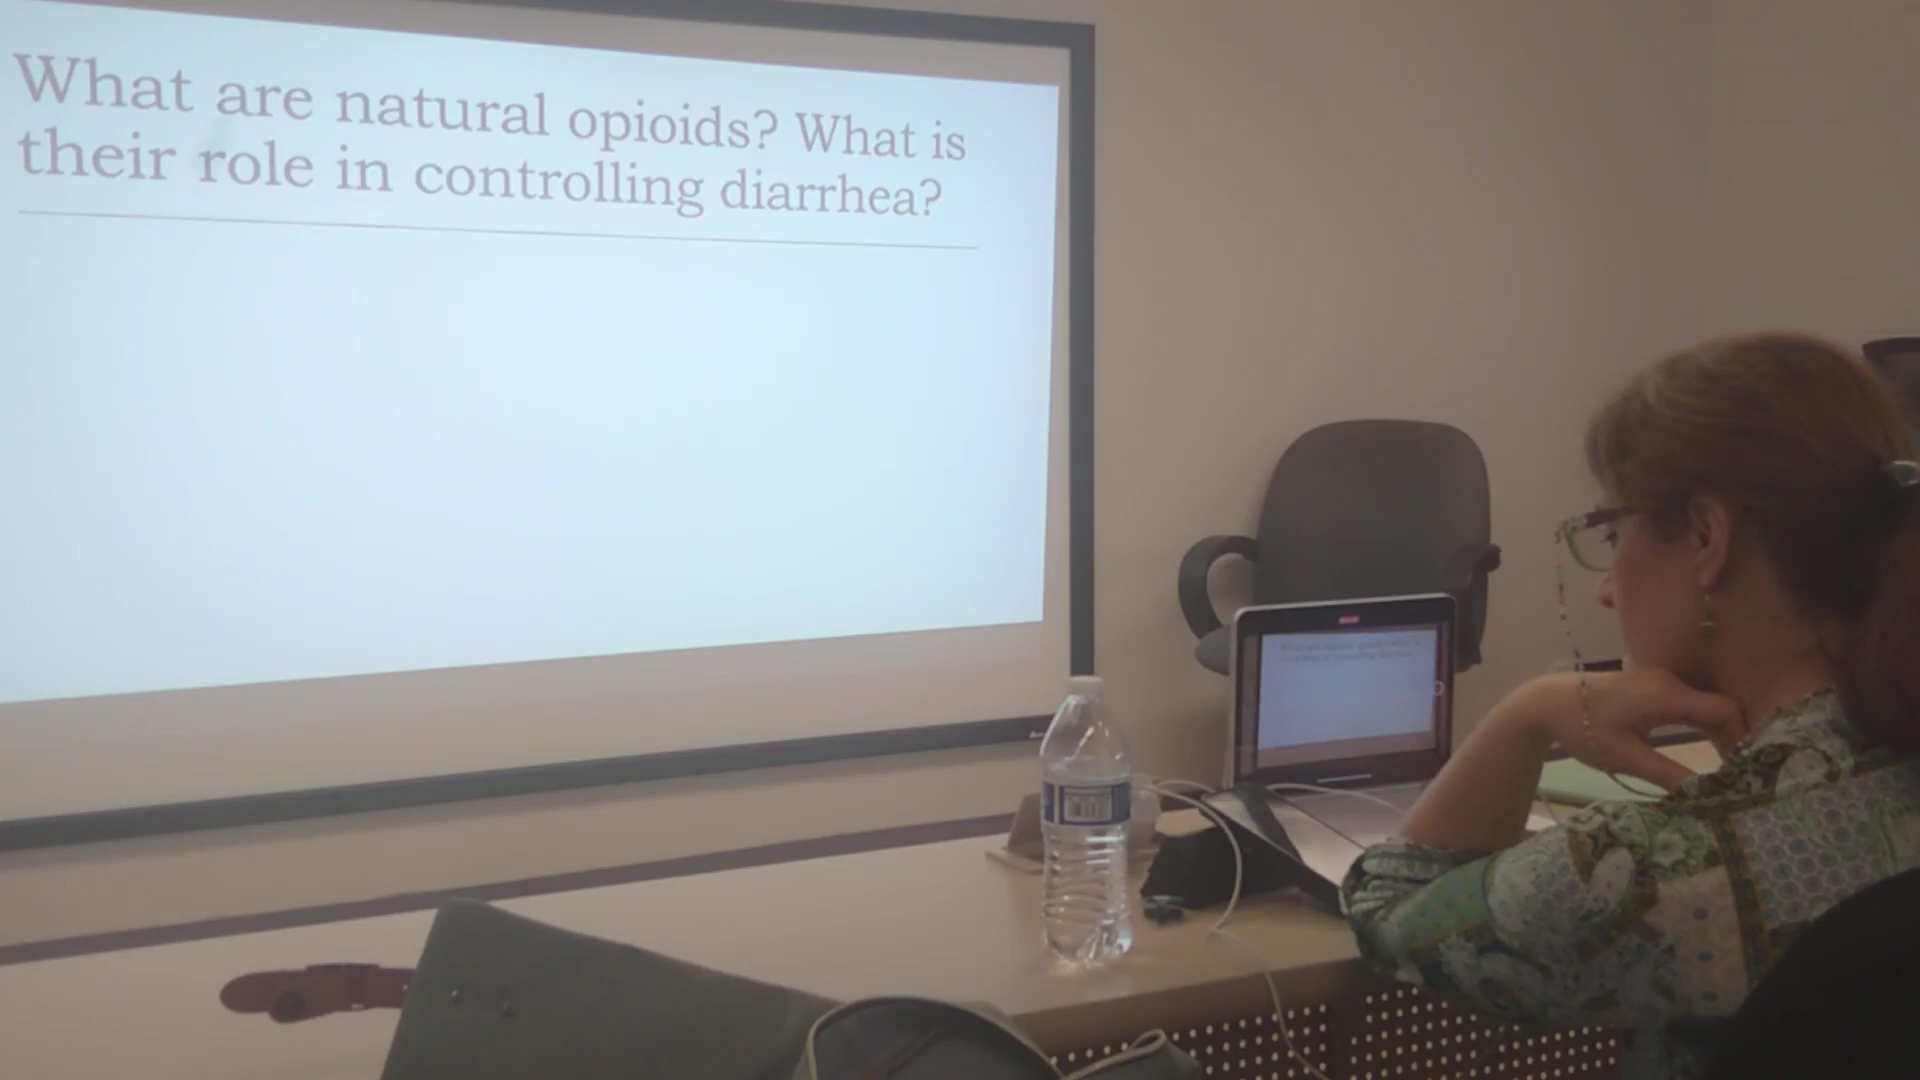 What are natural opioids? What is
their role in controlling diarrhea?